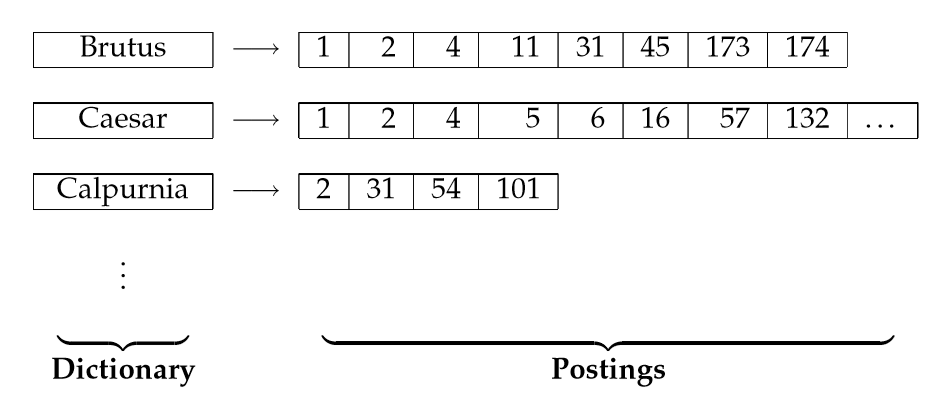 Brutus ⟶ 1 2 4 11 31 45 173 174
Caesar ⟶ 1 2 4 5 6 16 57 132 ...
Calpurnia ⟶ 2 31 54 101
⋮
Dictionary Postings